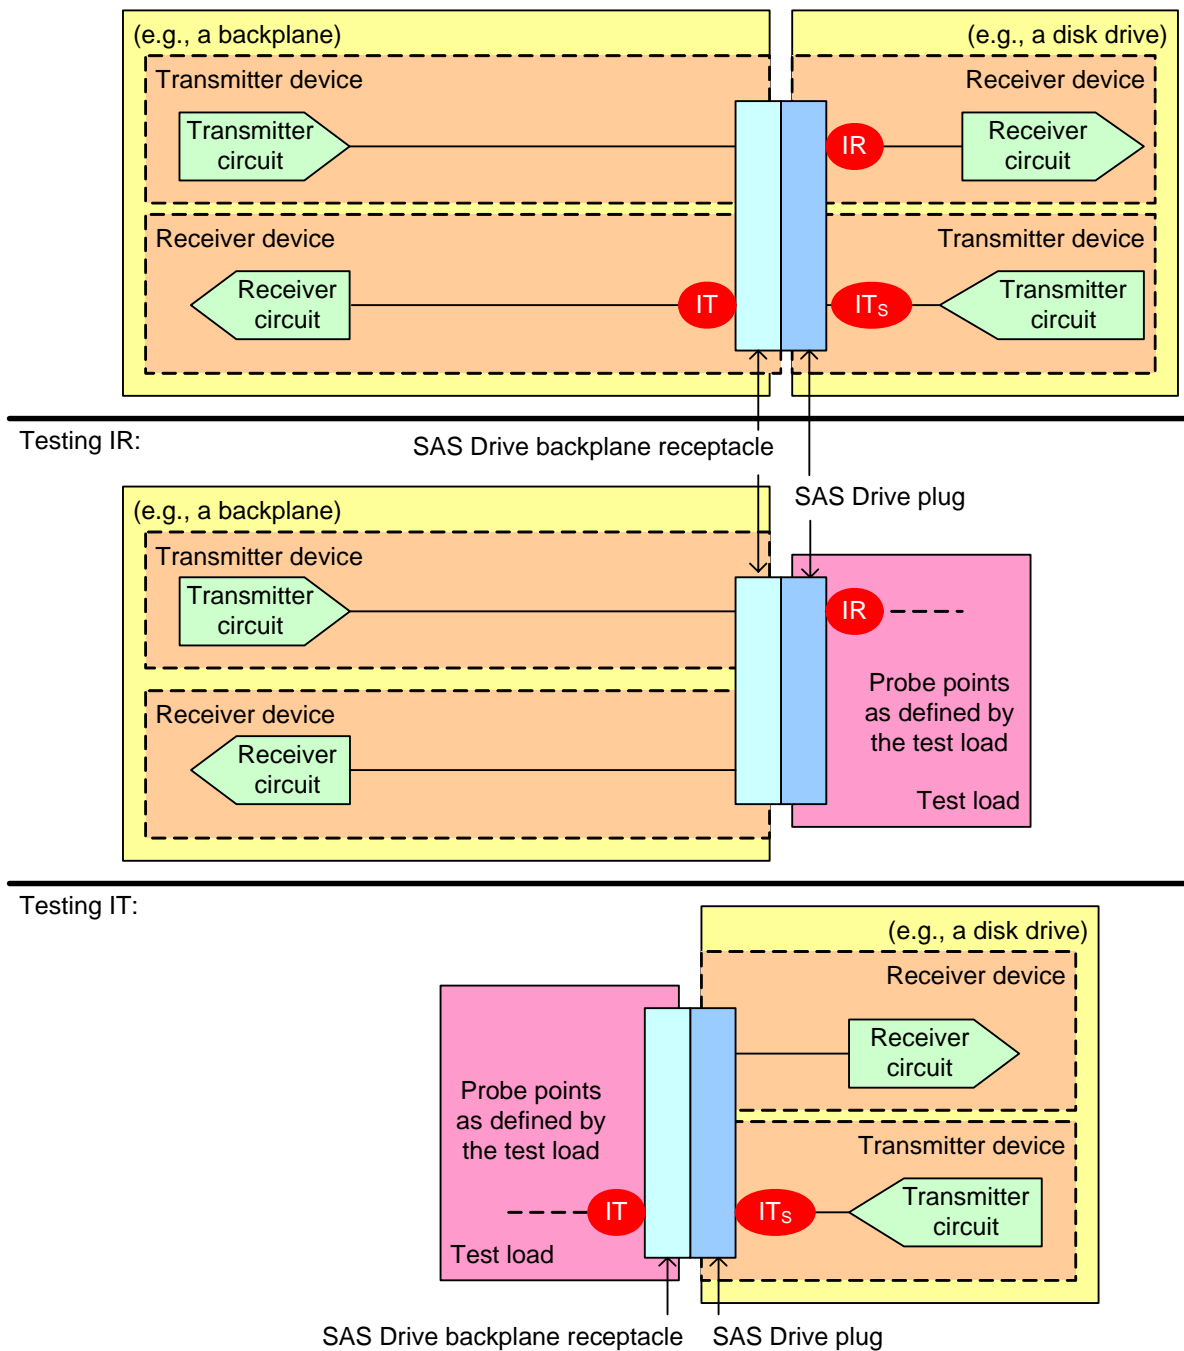 (e.g., a backplane)
(e.g., a disk drive)
Transmitter device
Receiver device
Transmitter
circuit
IR
Receiver
circuit
Receiver device
Transmitter device
Receiver
circuit
IT
ITS
Transmitter
circuit
Testing IR:
SAS Drive backplane receptacle
SAS Drive plug
(e.g., a backplane)
Transmitter device
Transmitter
circuit
IR
Probe points
as defined by
the test load
Receiver device
Receiver
circuit
Test load
Testing IT:
(e.g., a disk drive)
Receiver device
Receiver
circuit
Probe points
as defined by
the test load
Transmitter device
IT
ITS
Transmitter
circuit
Test load
SAS Drive backplane receptacle
SAS Drive plug